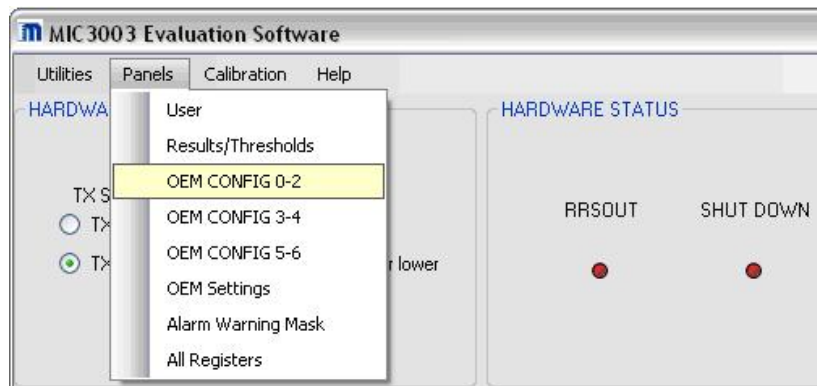 MIC3003 Evaluation Software
Utilities Panels Calibration Help
HARDWA
User
Results/Thresholds
OEM CONFIG 0-2
OEM CONFIG 3-4
OEM CONFIG 5-6
OEM Settings
Alarm Warning Mask
All Registers
TX S
TX
TX
r lower
HARDWARE STATUS
RRSOUT SHUT DOWN